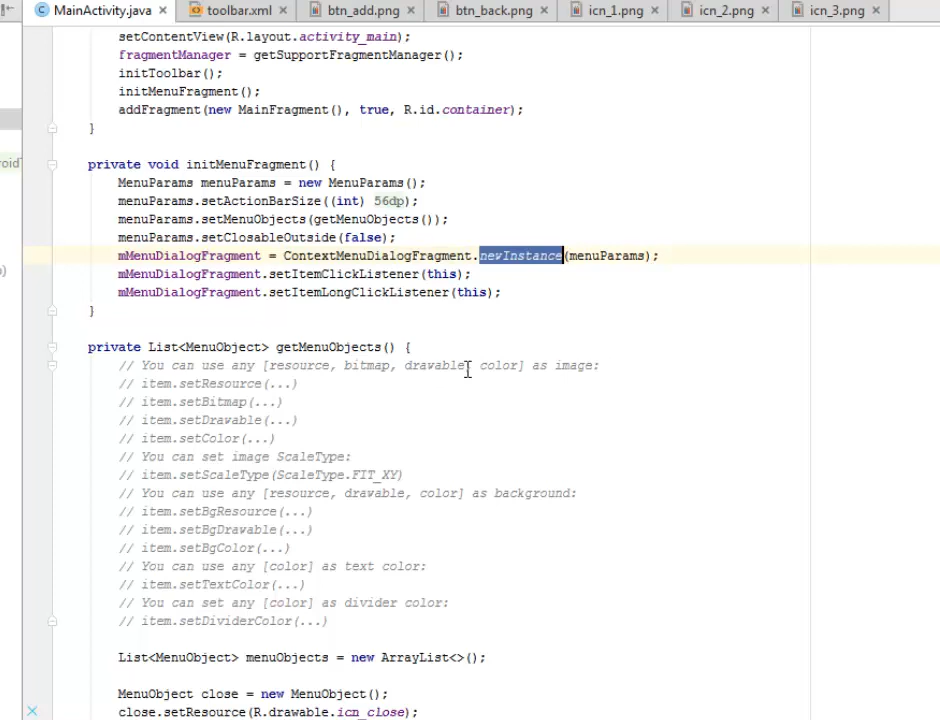 MainActivity.java toolbar.xml btn_add.png btn_back.png icn_1.png icn_2.png icn_3.png
setContentView(R.layout.activity_main);
fragmentManager = getSupportFragmentManager();
initToolbar();
initMenuFragment();
addFragment(new MainFragment(), true, R.id.container);
}
private void initMenuFragment() {
MenuParams menuParams = new MenuParams();
menuParams.setActionBarSize((int) 56dp);
menuParams.setMenuObjects(getMenuObjects());
menuParams.setClosableOutside(false);
mMenuDialogFragment = ContextMenuDialogFragment.newInstance(menuParams);
mMenuDialogFragment.setItemClickListener(this);
mMenuDialogFragment.setItemLongClickListener(this);
}
private List<MenuObject> getMenuObjects() {
// You can use any [resource, bitmap, drawable, color] as image:
// item.setResource(...)
// item.setBitmap(...)
// item.setDrawable(...)
// item.setColor(...)
// You can set image ScaleType:
// item.setScaleType(ScaleType.FIT_XY)
// You can use any [resource, drawable, color] as background:
// item.setBgResource(...)
// item.setBgDrawable(...)
// item.setBgColor(...)
// You can use any [color] as text color:
// item.setTextColor(...)
// You can set any [color] as divider color:
// item.setDividerColor(...)
List<MenuObject> menuObjects = new ArrayList<>();
MenuObject close = new MenuObject();
close.setResource(R.drawable.icn_close);